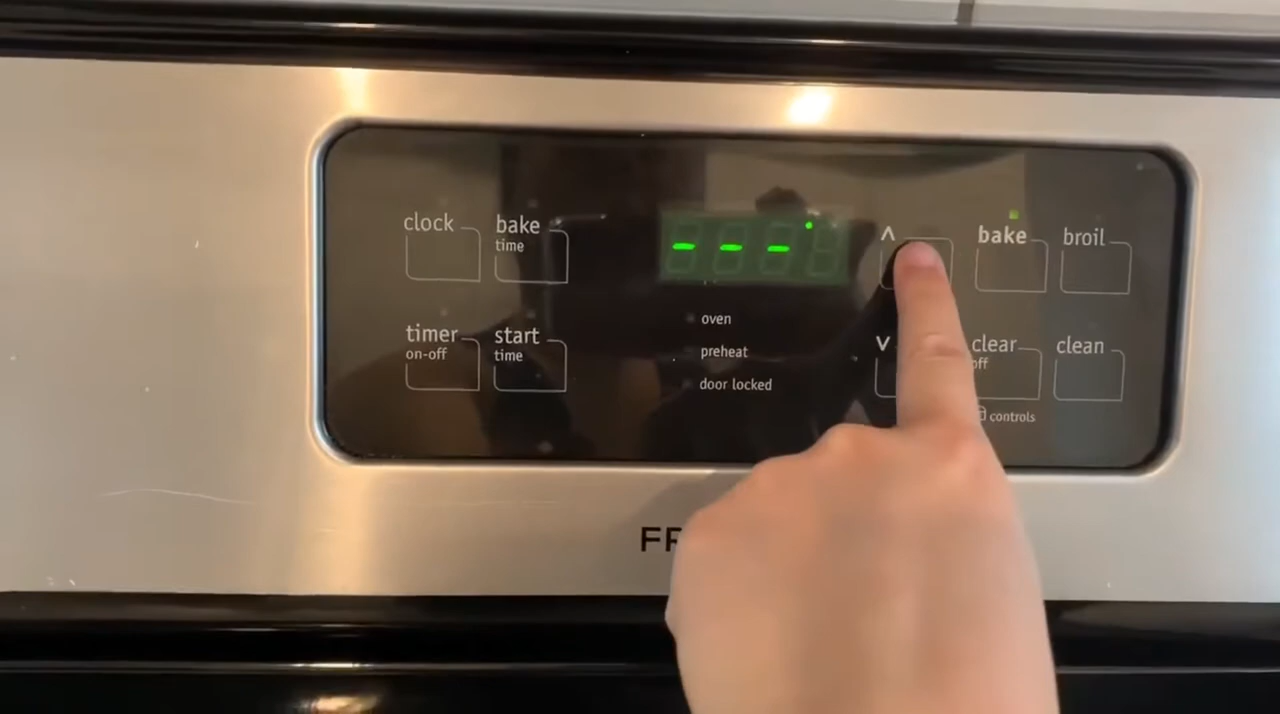 clock
bake
time
- - - °
^
bake
broil
timer
on-off
start
time
oven
preheat
door locked
v
clear
off
clean
controls
FR